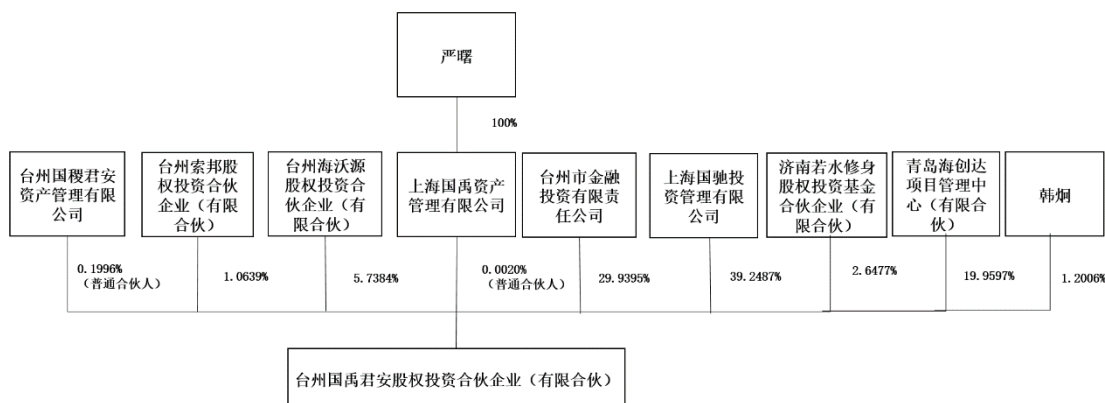 严曙
100%
台州国稷君安
资产管理有限
公司
台州索邦股
权投资合伙
企业（有限
合伙）
台州海沃源
股权投资合
伙企业（有
限合伙）
上海国禹资产
管理有限公司
台州市金融
投资有限责
任公司
上海国驰投
资管理有限
公司
济南若水修身
股权投资基金
合伙企业（有
限合伙）
青岛海创达
项目管理中
心（有限合
伙）
韩炯
0.1996%
（普通合伙人）
1.0639%
5.7384%
0.0020%
（普通合伙人）
29.9395%
39.2487%
2.6477%
19.9597%
1.2006%
台州国禹君安股权投资合伙企业（有限合伙）